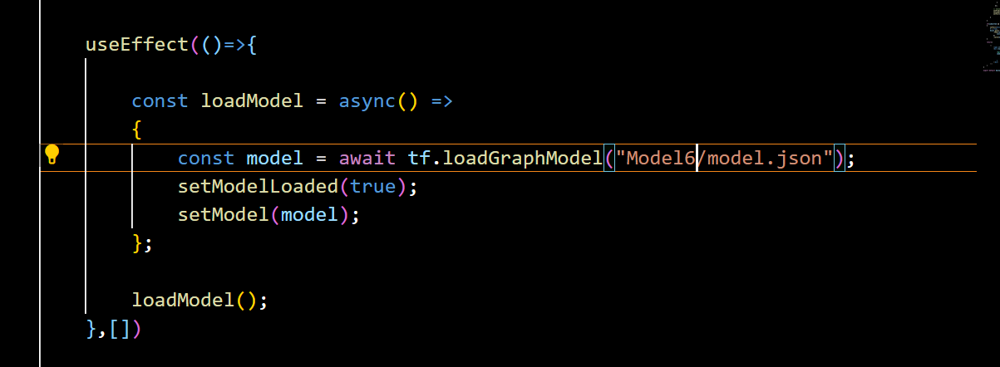 useEffect(()=>{
const loadModel = async() =>
{
const model = await tf.loadGraphModel("Model6/model.json");
setModelLoaded(true);
setModel(model);
};
loadModel();
},[])